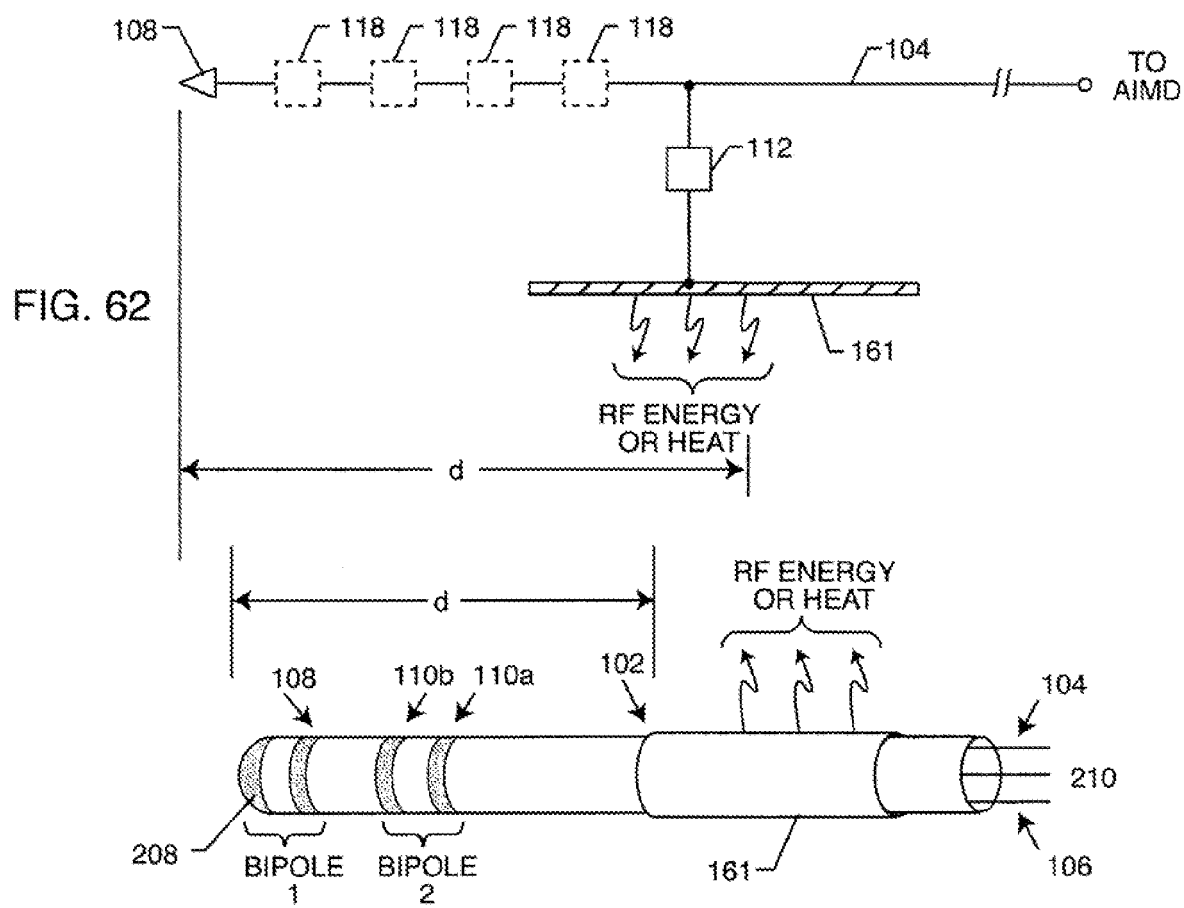 108
118
118
118
118
104
TO
AIMD
112
FIG. 62
161
RF ENERGY
OR HEAT
d
d
RF ENERGY
OR HEAT
108
110b
110a
102
104
210
208
BIPOLE
1
BIPOLE
2
161
106